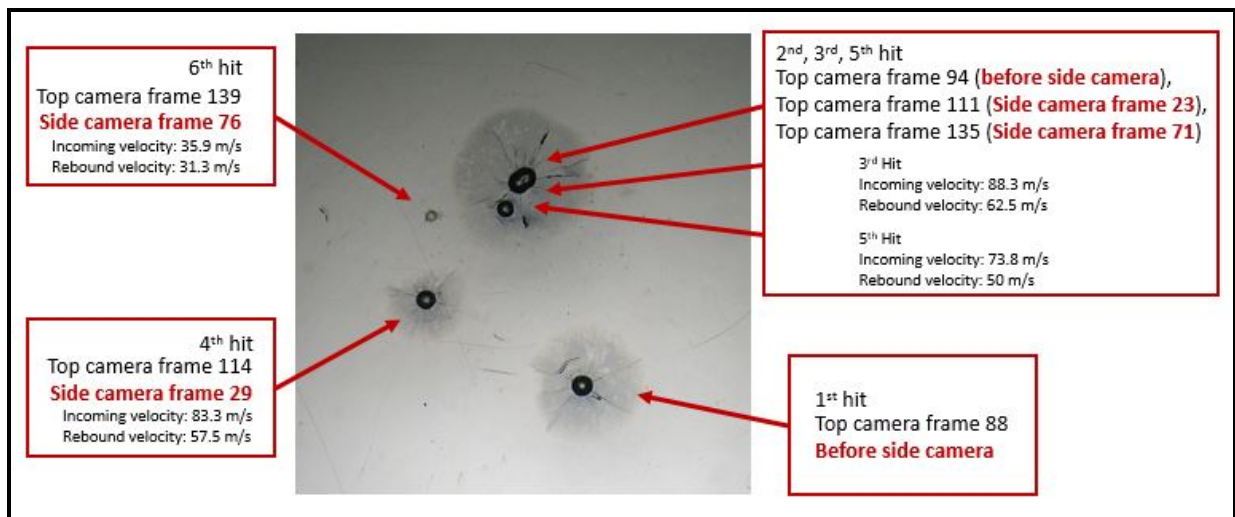 6th hit
Top camera frame 139
Side camera frame 76
Incoming velocity: 35.9 m/s
Rebound velocity: 31.3 m/s
2nd, 3rd, 5th hit
Top camera frame 94 (before side camera),
Top camera frame 111 (Side camera frame 23),
Top camera frame 135 (Side camera frame 71)
3rd Hit
Incoming velocity: 88.3 m/s
Rebound velocity: 62.5 m/s
5th Hit
Incoming velocity: 73.8 m/s
Rebound velocity: 50 m/s
4th hit
Top camera frame 114
Side camera frame 29
Incoming velocity: 83.3 m/s
Rebound velocity: 57.5 m/s
1st hit
Top camera frame 88
Before side camera